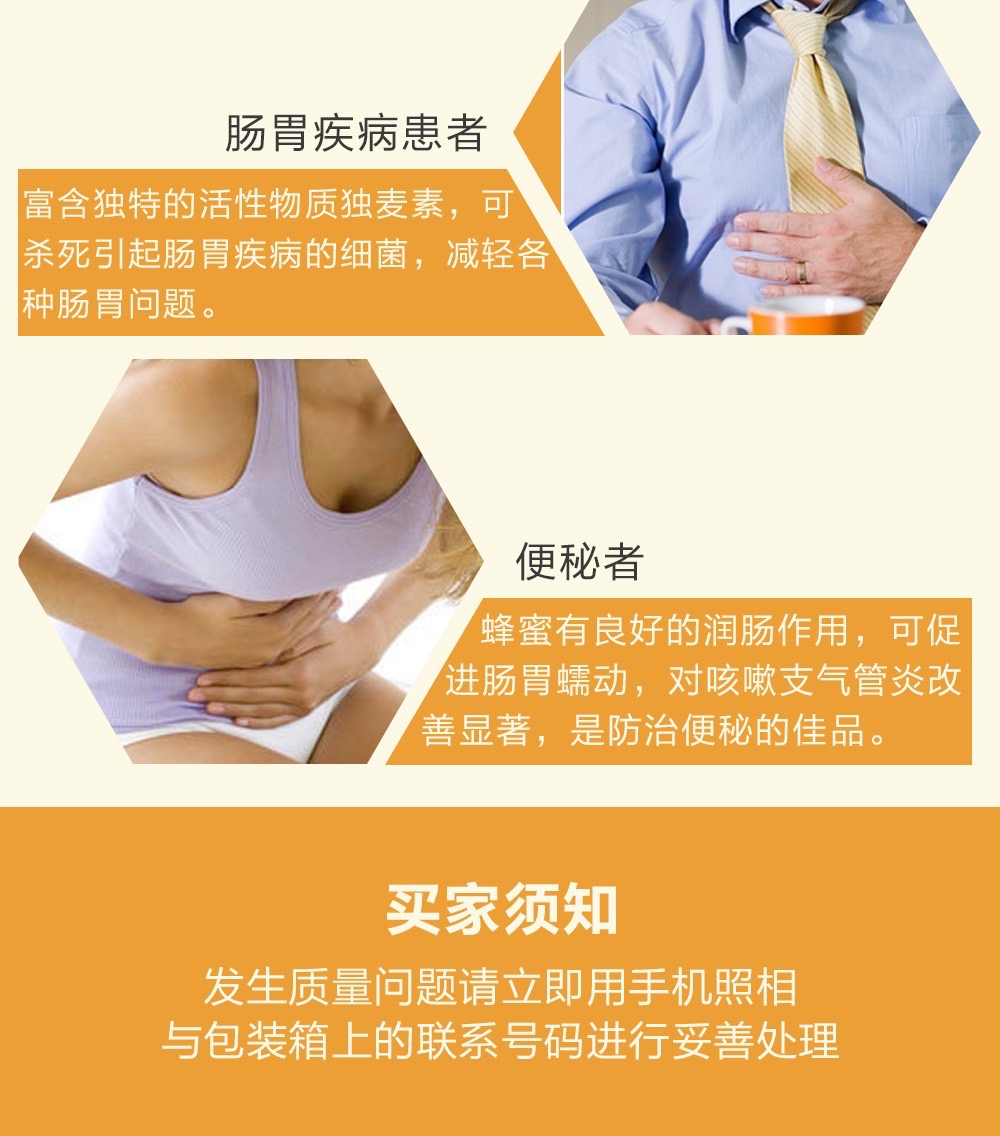 肠胃疾病患者
富含独特的活性物质独麦素，可
杀死引起肠胃疾病的细菌，减轻各
种肠胃问题。
便秘者
蜂蜜有良好的润肠作用，可促
进肠胃蠕动，对咳嗽支气管炎改
善显著，是防治便秘的佳品。
买家须知
发生质量问题请立即用手机照相
与包装箱上的联系号码进行妥善处理